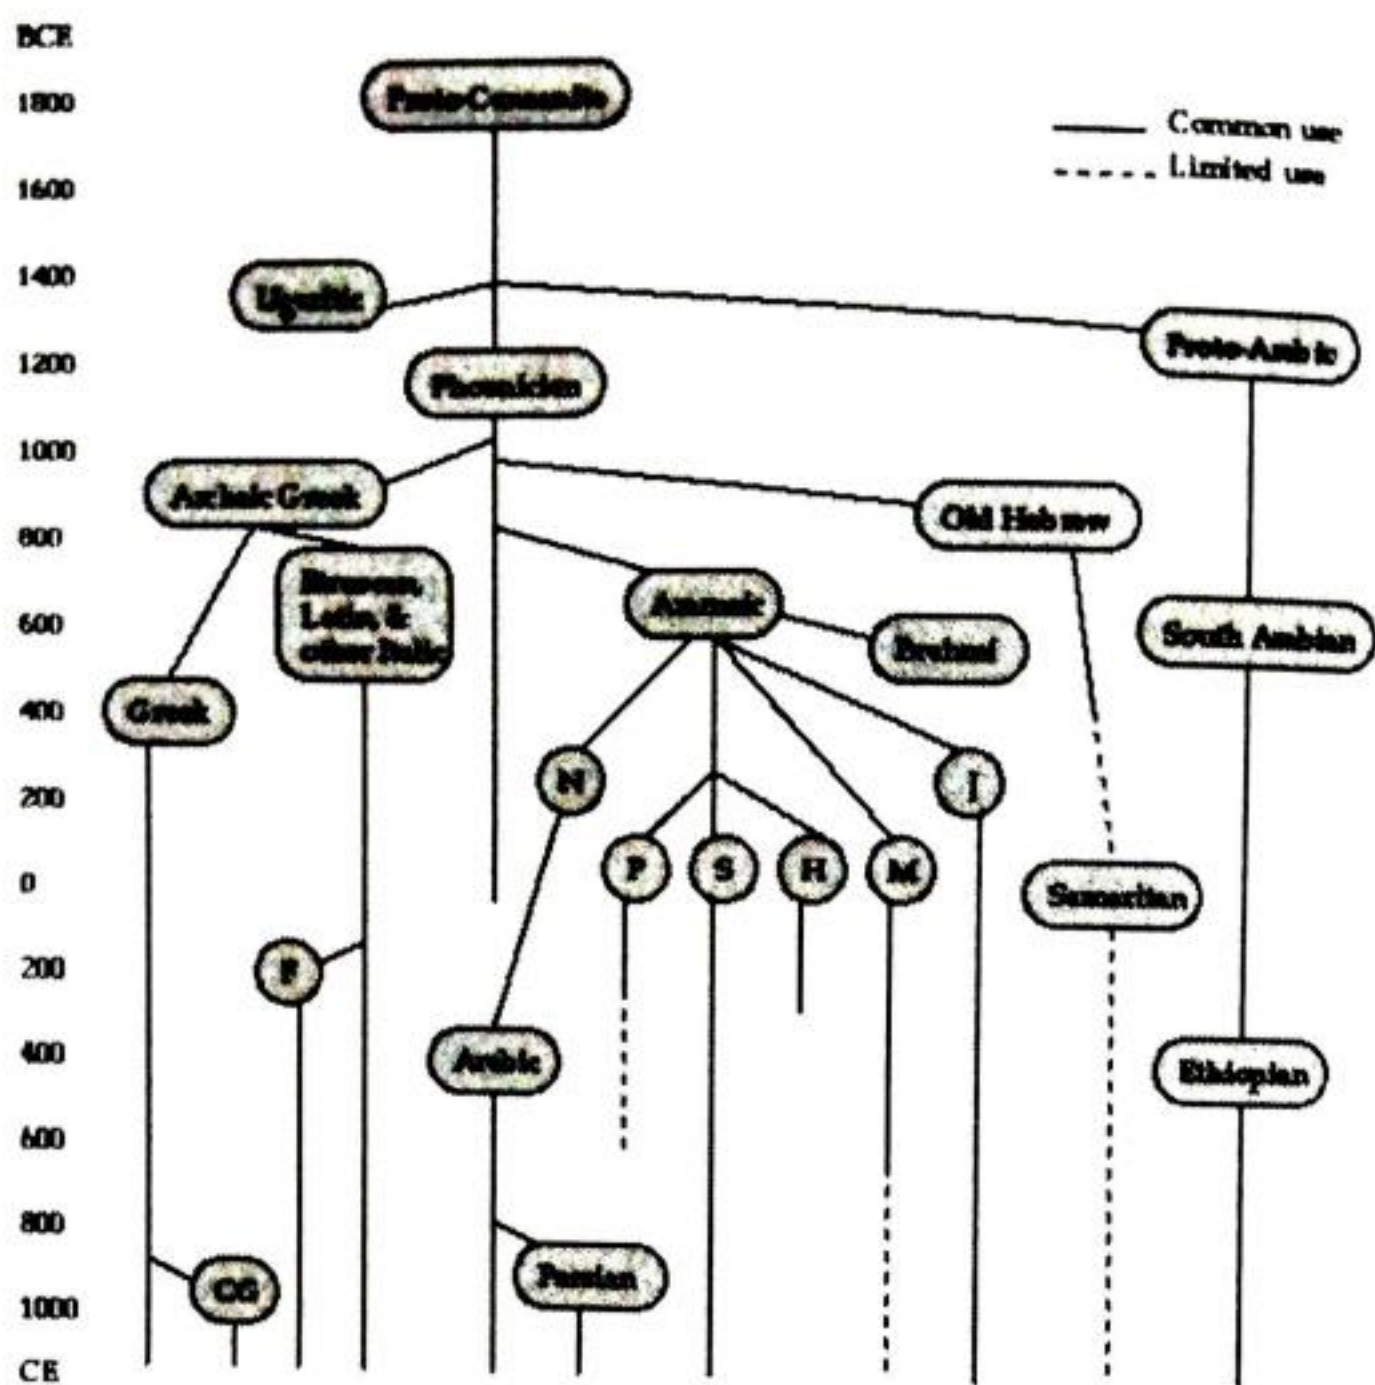 BCE
Proto-Canaanite
1800
Common use
Limited use
1600
1400
Ugaritic
Proto-Arabic
1200
Phoenician
1000
Archaic Greek
Old Hebrew
800
Etruscan,
Latin, &
other Italic
Aramaic
600
Brahmi
South Arabian
400
Greek
N
J
200
P
S
H
M
0
Samaritan
200
F
400
Arabic
Ethiopian
600
800
Persian
CG
1000
CE